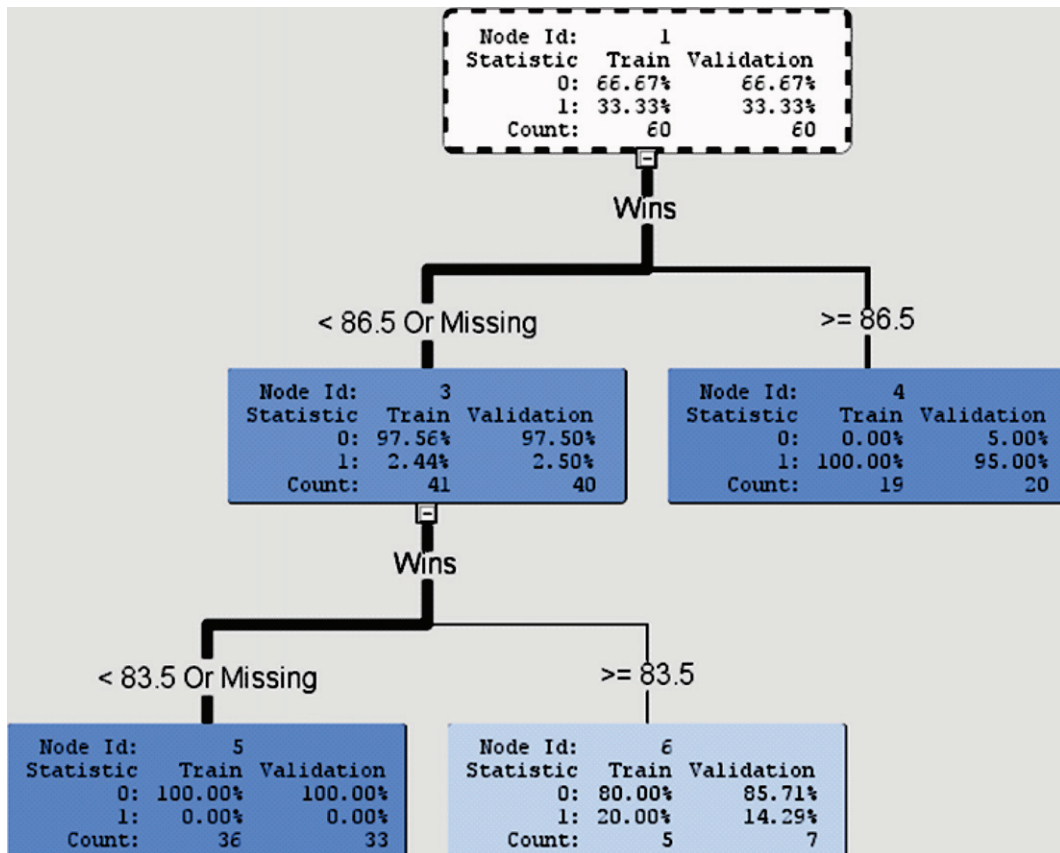 Node Id: 1
Statistic Train Validation
0: 66.67% 66.67%
1: 33.33% 33.33%
Count: 60 60
Wins
< 86.5 Or Missing
>= 86.5
Node Id: 3
Statistic Train Validation
0: 97.56% 97.50%
1: 2.44% 2.50%
Count: 41 40
Node Id: 4
Statistic Train Validation
0: 0.00% 5.00%
1: 100.00% 95.00%
Count: 19 20
Wins
< 83.5 Or Missing
>= 83.5
Node Id: 5
Statistic Train Validation
0: 100.00% 100.00%
1: 0.00% 0.00%
Count: 36 33
Node Id: 6
Statistic Train Validation
0: 80.00% 85.71%
1: 20.00% 14.29%
Count: 5 7